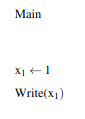 Main
x₁ ← 1
Write(x₁)